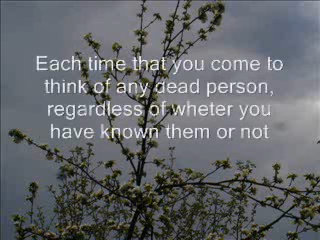 Each time that you come to
think of any dead person,
regardless of wheter you
have known them or not